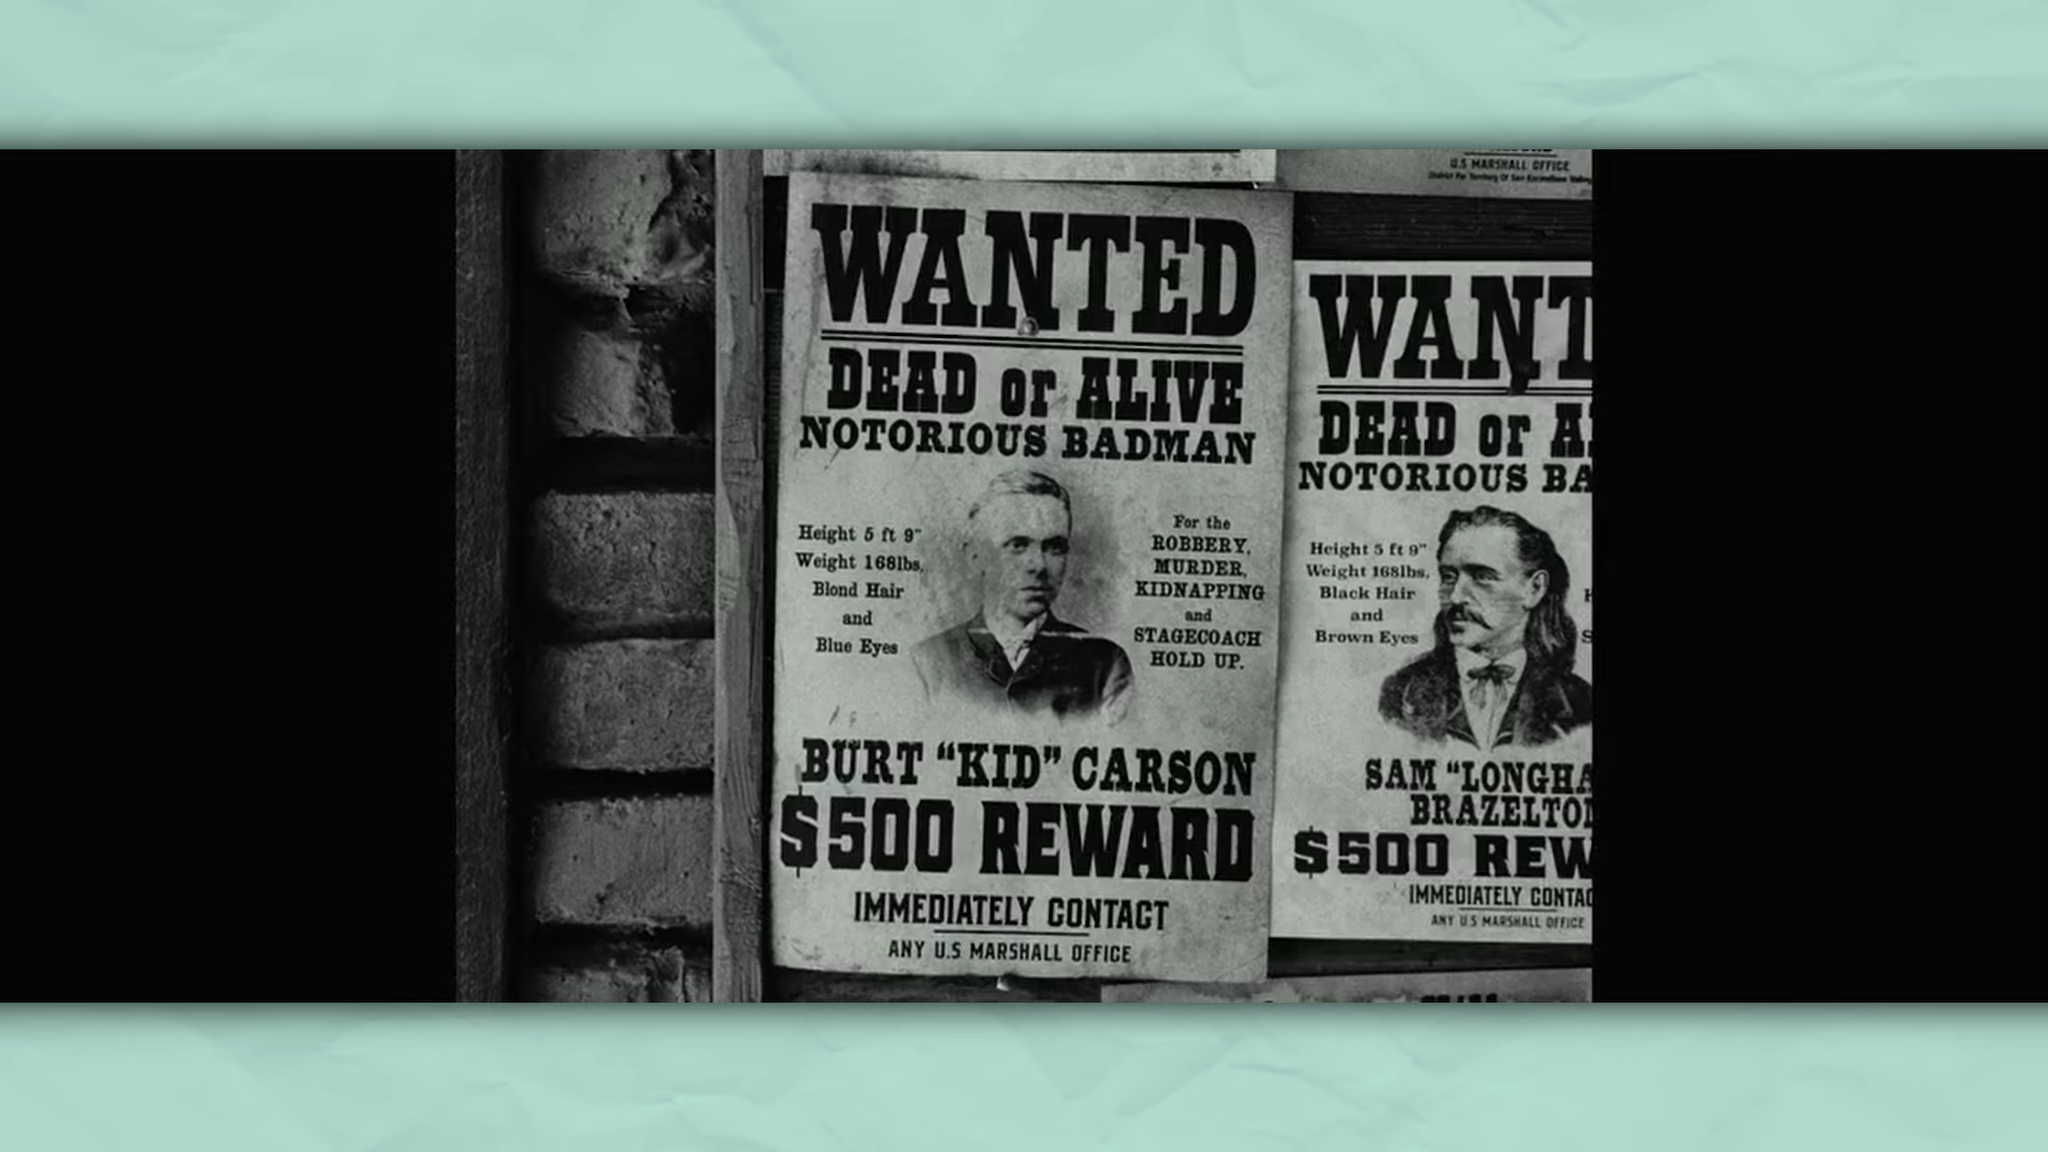 U.S MARSHALL OFFICE
WANTED
DEAD or ALIVE
NOTORIOUS BADMAN
Height 5 ft 9"
Weight 168lbs,
Blond Hair
and
Blue Eyes
For the
ROBBERY,
MURDER,
KIDNAPPING
and
STAGECOACH
HOLD UP.
BURT "KID" CARSON
$500 REWARD
IMMEDIATELY CONTACT
ANY U.S MARSHALL OFFICE
WANT
DEAD or A
NOTORIOUS BA
Height 5 ft 9"
Weight 168lbs,
Black Hair
and
Brown Eyes
SAM "LONGHA
BRAZELTO
$500 REW
IMMEDIATELY CONTAC
ANY U.S MARSHALL OFFICE